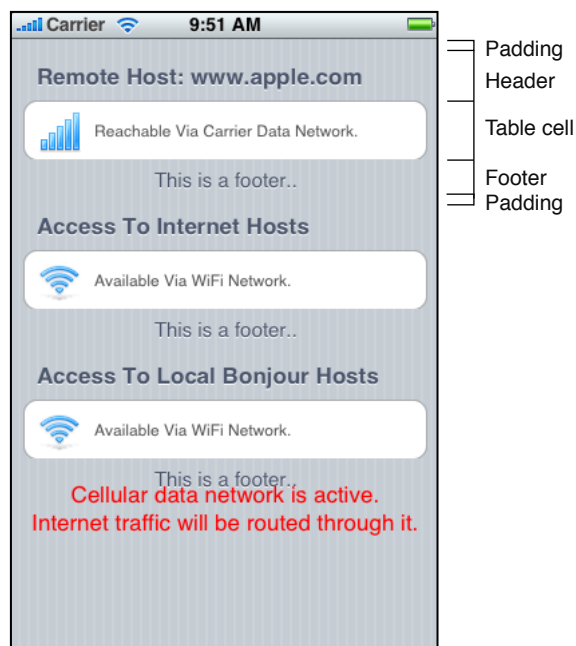 Carrier 9:51 AM
Padding
Remote Host: www.apple.com
Header
Reachable Via Carrier Data Network.
Table cell
This is a footer..
Footer
Padding
Access To Internet Hosts
Available Via WiFi Network.
This is a footer..
Access To Local Bonjour Hosts
Available Via WiFi Network.
This is a footer..
Cellular data network is active.
Internet traffic will be routed through it.